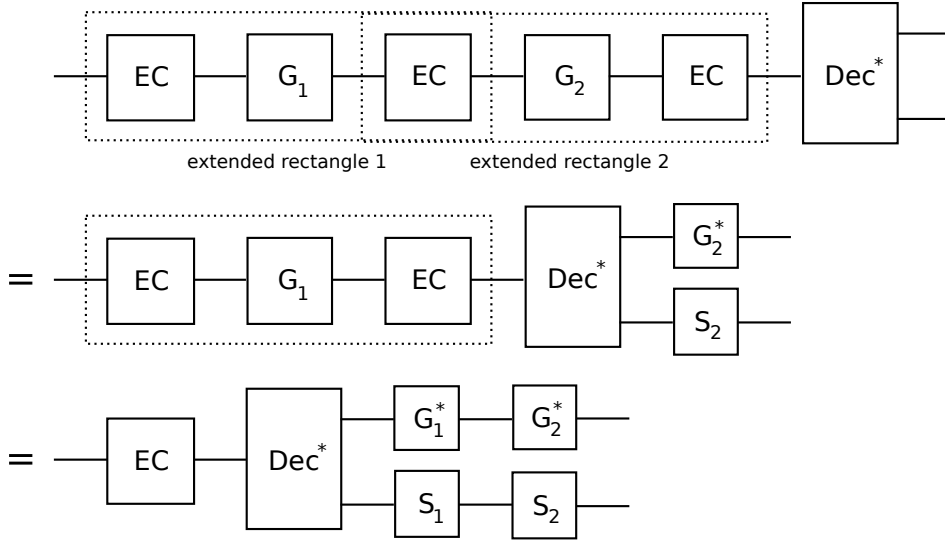 EC G₁ EC G₂ EC Dec*
extended rectangle 1 extended rectangle 2
= EC G₁ EC Dec* G₂*
S₂
= EC Dec* G₁* G₂*
S₁ S₂